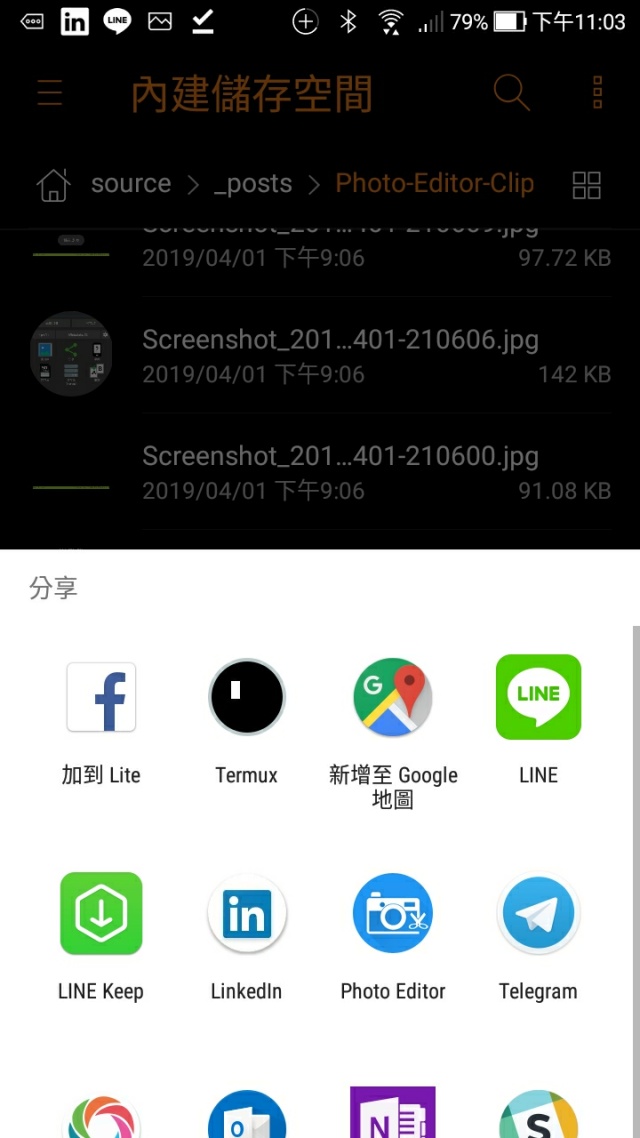 79% 下午11:03
內建儲存空間
source > _posts > Photo-Editor-Clip
2019/04/01 下午9:06 97.72 KB
Screenshot_201…401-210606.jpg
2019/04/01 下午9:06 142 KB
Screenshot_201…401-210600.jpg
2019/04/01 下午9:06 91.08 KB
分享
加到 Lite
Termux
新增至 Google
地圖
LINE
LINE Keep
LinkedIn
Photo Editor
Telegram